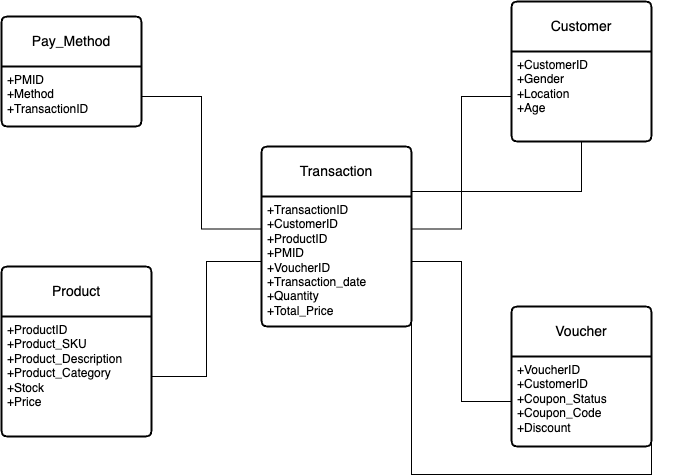 Pay_Method
+PMID
+Method
+TransactionID
Customer
+CustomerID
+Gender
+Location
+Age
Transaction
+TransactionID
+CustomerID
+ProductID
+PMID
+VoucherID
+Transaction_date
+Quantity
+Total_Price
Product
+ProductID
+Product_SKU
+Product_Description
+Product_Category
+Stock
+Price
Voucher
+VoucherID
+CustomerID
+Coupon_Status
+Coupon_Code
+Discount